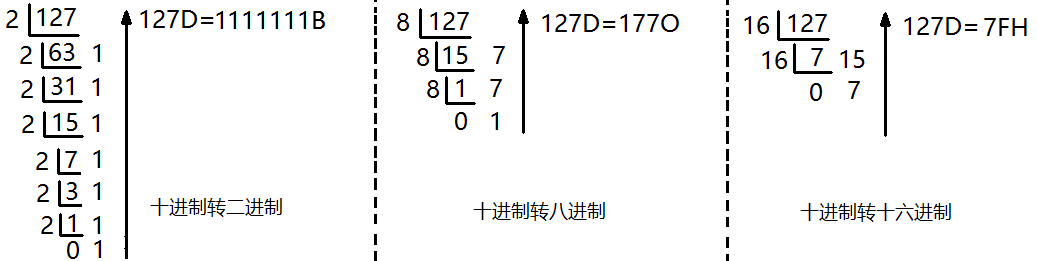 2 127
2 63 1
2 31 1
2 15 1
2 7 1
2 3 1
2 1 1
0 1
127D=1111111B
十进制转二进制
8 127
8 15 7
8 1 7
0 1
127D=177O
十进制转八进制
16 127
16 7 15
0 7
127D=7FH
十进制转十六进制